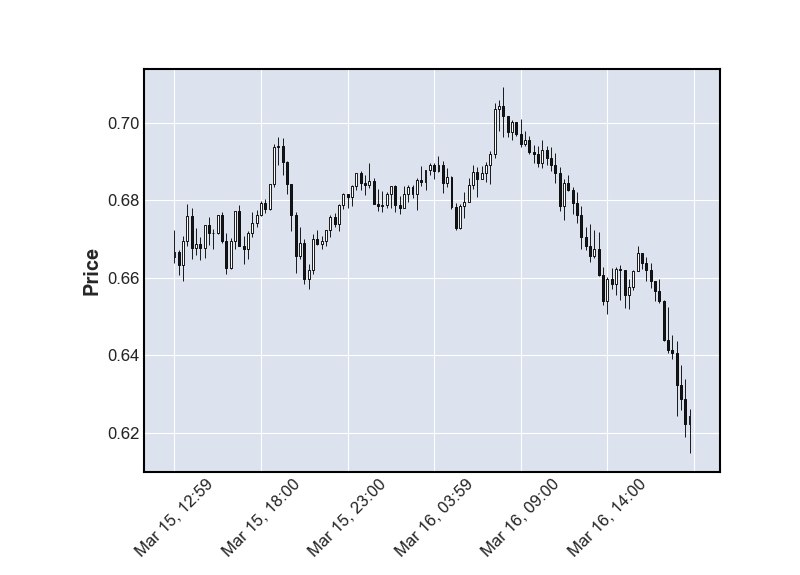 0.70
0.68
0.66
0.64
0.62
Price
Mar 15, 12:59
Mar 15, 18:00
Mar 15, 23:00
Mar 16, 03:59
Mar 16, 09:00
Mar 16, 14:00